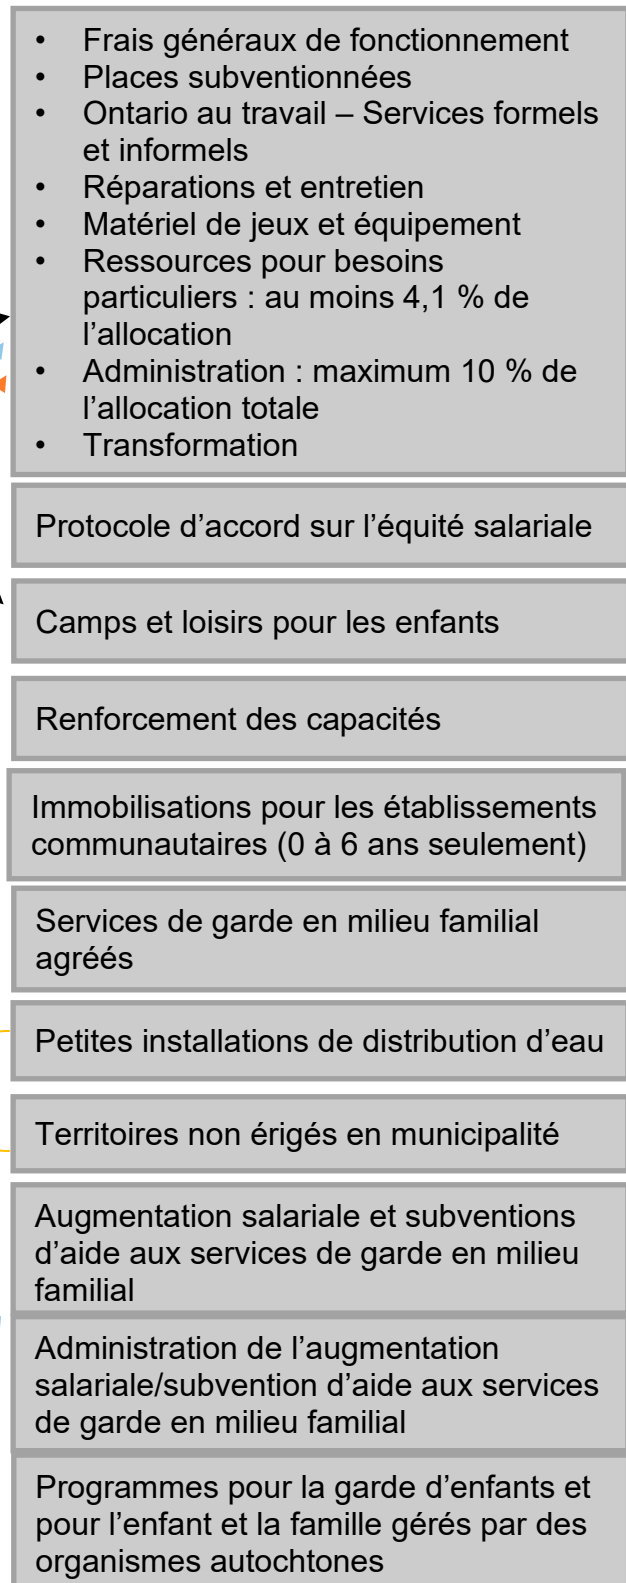 • Frais généraux de fonctionnement
• Places subventionnées
• Ontario au travail – Services formels
et informels
• Réparations et entretien
• Matériel de jeux et équipement
• Ressources pour besoins
particuliers : au moins 4,1 % de
l’allocation
• Administration : maximum 10 % de
l’allocation totale
• Transformation
Protocole d’accord sur l’équité salariale
Camps et loisirs pour les enfants
Renforcement des capacités
Immobilisations pour les établissements
communautaires (0 à 6 ans seulement)
Services de garde en milieu familial
agréés
Petites installations de distribution d’eau
Territoires non érigés en municipalité
Augmentation salariale et subventions
d’aide aux services de garde en milieu
familial
Administration de l’augmentation
salariale/subvention d’aide aux services
de garde en milieu familial
Programmes pour la garde d’enfants et
pour l’enfant et la famille gérés par des
organismes autochtones